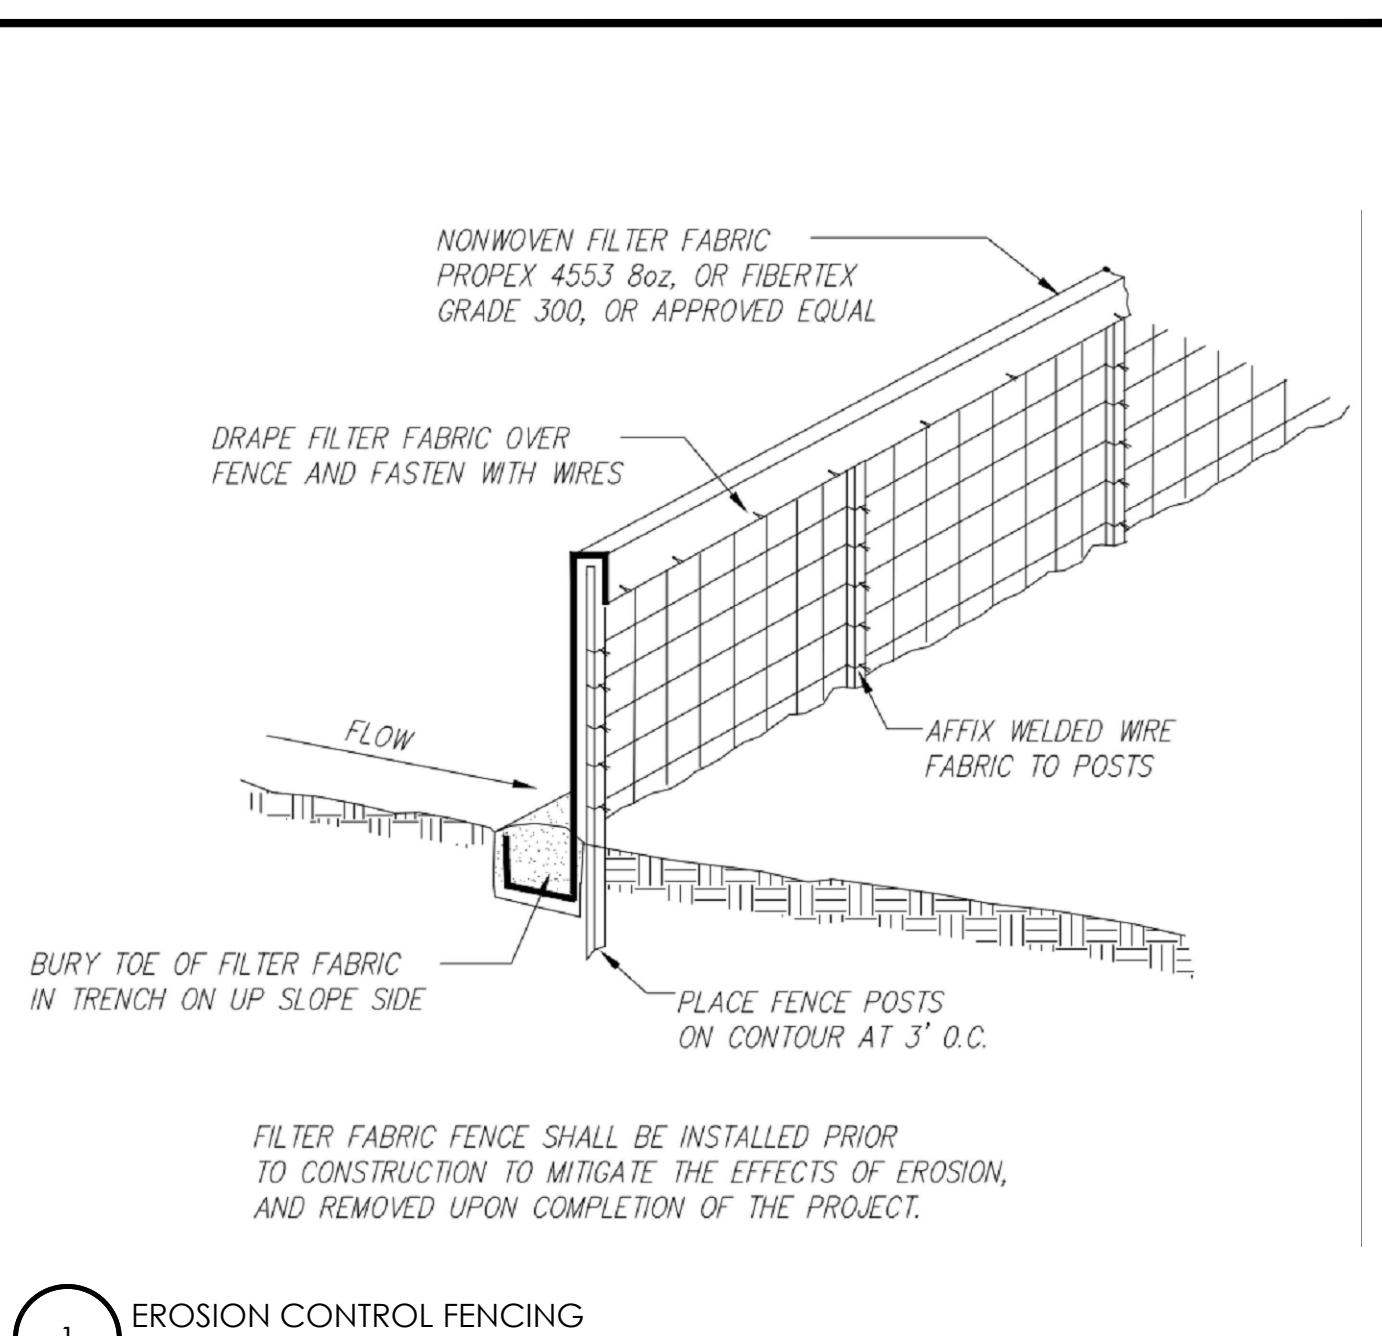 NONWOVEN FILTER FABRIC
PROPEX 4553 8oz, OR FIBERTEX
GRADE 300, OR APPROVED EQUAL
DRAPE FILTER FABRIC OVER
FENCE AND FASTEN WITH WIRES
FLOW
AFFIX WELDED WIRE
FABRIC TO POSTS
BURY TOE OF FILTER FABRIC
IN TRENCH ON UP SLOPE SIDE
PLACE FENCE POSTS
ON CONTOUR AT 3' O.C.
FILTER FABRIC FENCE SHALL BE INSTALLED PRIOR
TO CONSTRUCTION TO MITIGATE THE EFFECTS OF EROSION,
AND REMOVED UPON COMPLETION OF THE PROJECT.
1
EROSION CONTROL FENCING